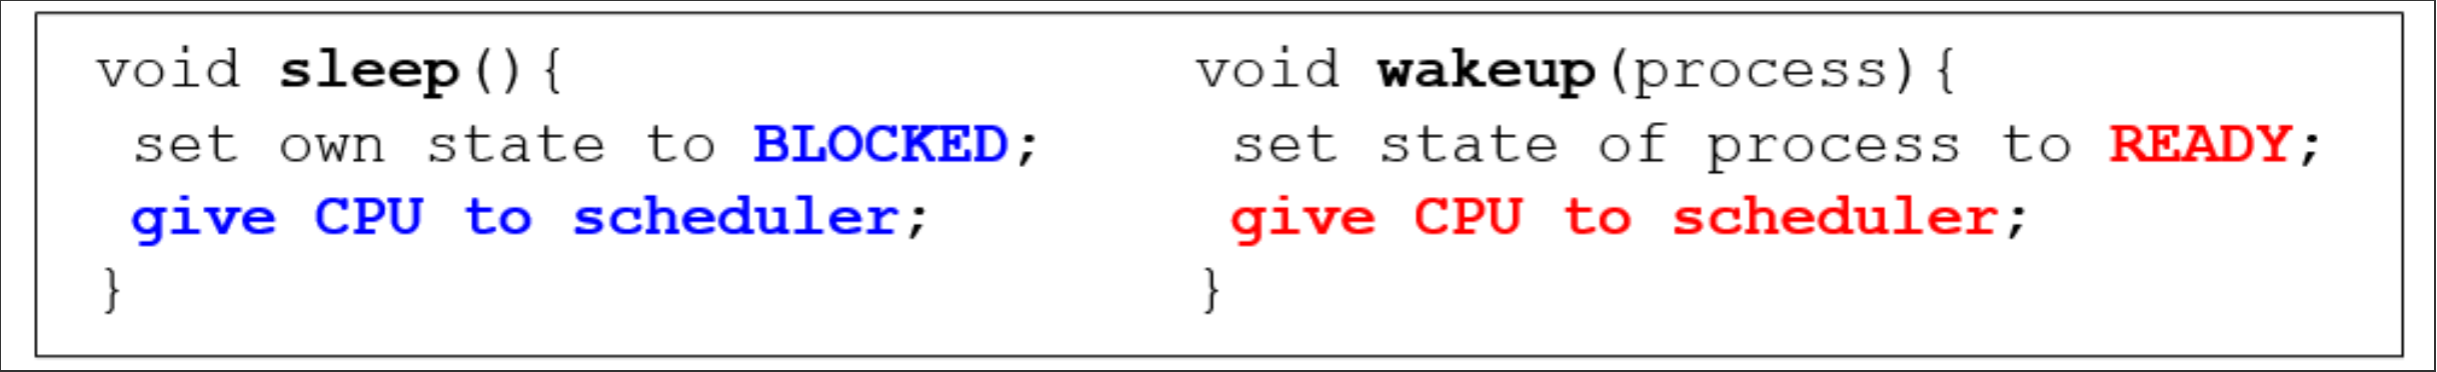 void sleep(){
set own state to BLOCKED;
give CPU to scheduler;
}
void wakeup(process){
set state of process to READY;
give CPU to scheduler;
}